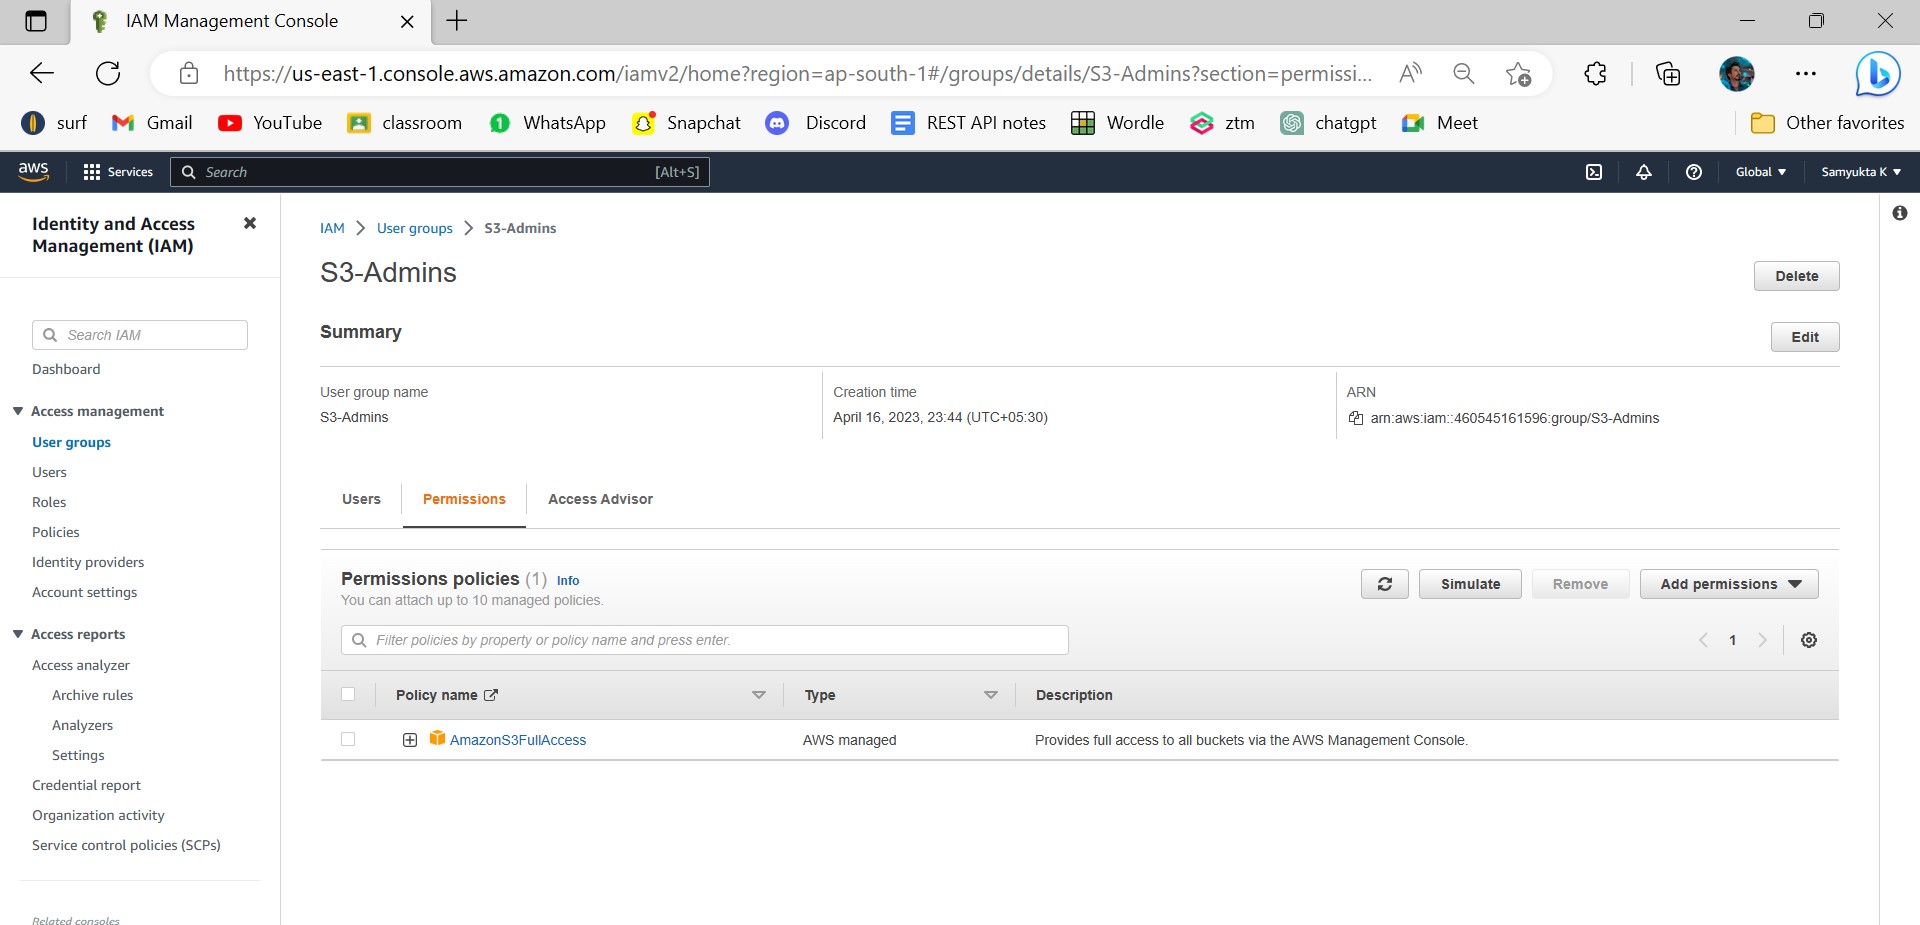 IAM Management Console
https://us-east-1.console.aws.amazon.com/iamv2/home?region=ap-south-1#/groups/details/S3-Admins?section=permissi...
surf Gmail YouTube classroom 1 WhatsApp Snapchat Discord REST API notes Wordle ztm chatgpt Meet Other favorites
aws Services Search [Alt+S] Global Samyukta K
Identity and Access
Management (IAM)
Search IAM
Dashboard
Access management
User groups
Users
Roles
Policies
Identity providers
Account settings
Access reports
Access analyzer
Archive rules
Analyzers
Settings
Credential report
Organization activity
Service control policies (SCPs)
Related consoles
IAM > User groups > S3-Admins
S3-Admins
Delete
Summary
Edit
User group name
S3-Admins
Creation time
April 16, 2023, 23:44 (UTC+05:30)
ARN
arn:aws:iam::460545161596:group/S3-Admins
Users Permissions Access Advisor
Permissions policies (1) Info
You can attach up to 10 managed policies.
Simulate Remove Add permissions
Filter policies by property or policy name and press enter.
1
Policy name Type Description
AmazonS3FullAccess AWS managed Provides full access to all buckets via the AWS Management Console.